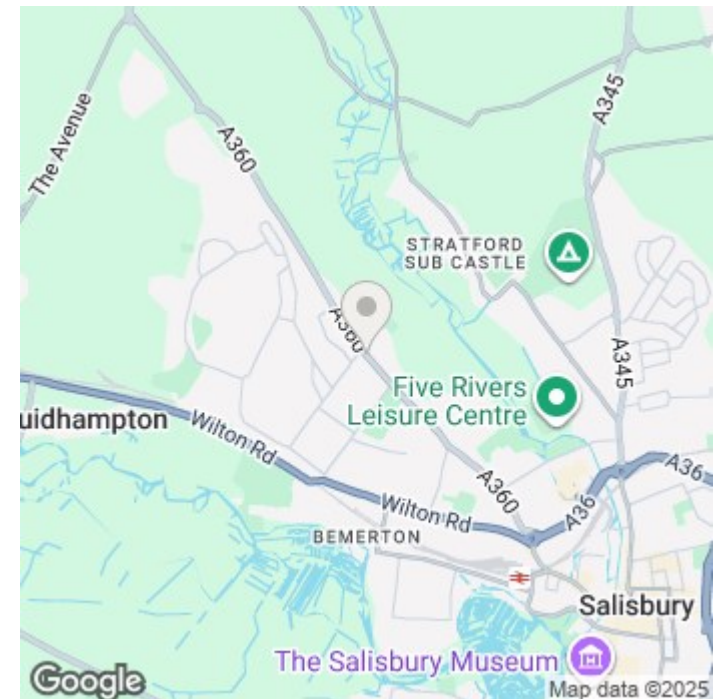 The Avenue
A360
A345
STRATFORD
SUB CASTLE
A360
A345
Five Rivers
Leisure Centre
uidhampton
Wilton Rd
A360
A36
A36
Wilton Rd
BEMERTON
Salisbury
The Salisbury Museum
Google
Map data ©2025